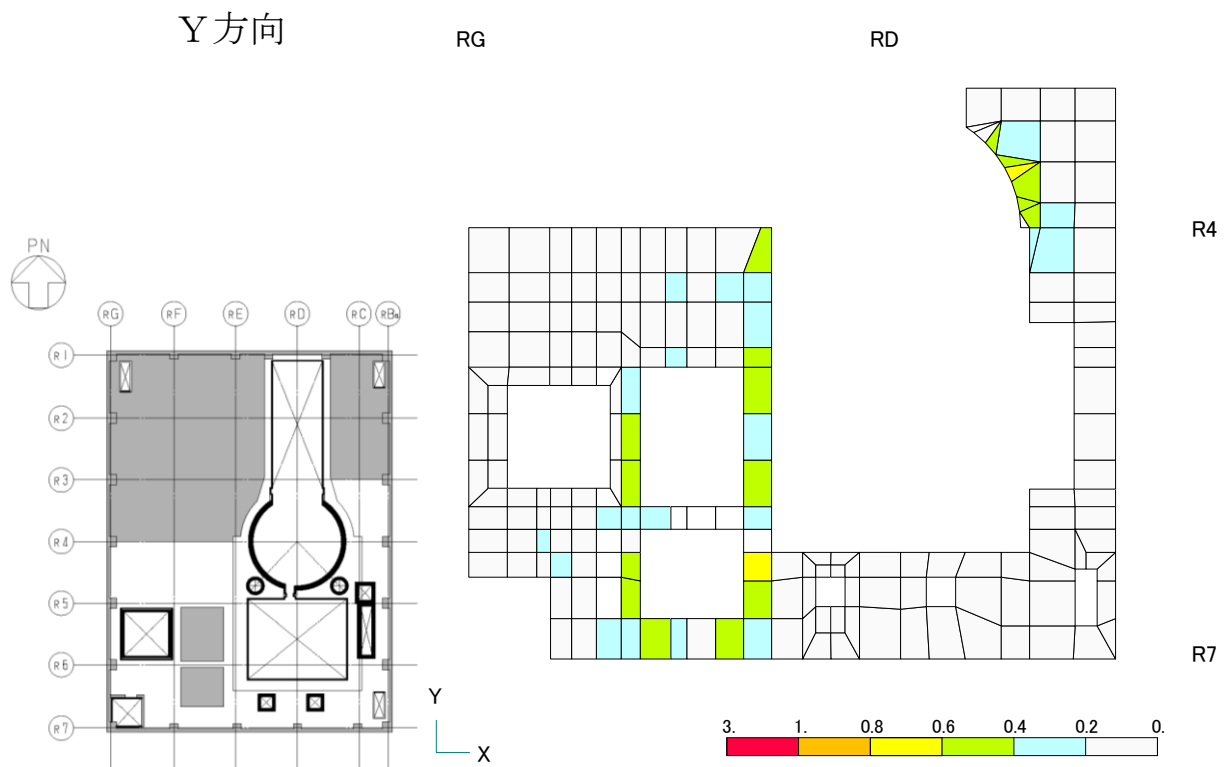 Y方向
RG
RD
R4
R7
PN
RG RF RE RD RC RBa
R1
R2
R3
R4
R5
R6
R7
Y
X
3. 1. 0.8 0.6 0.4 0.2 0.